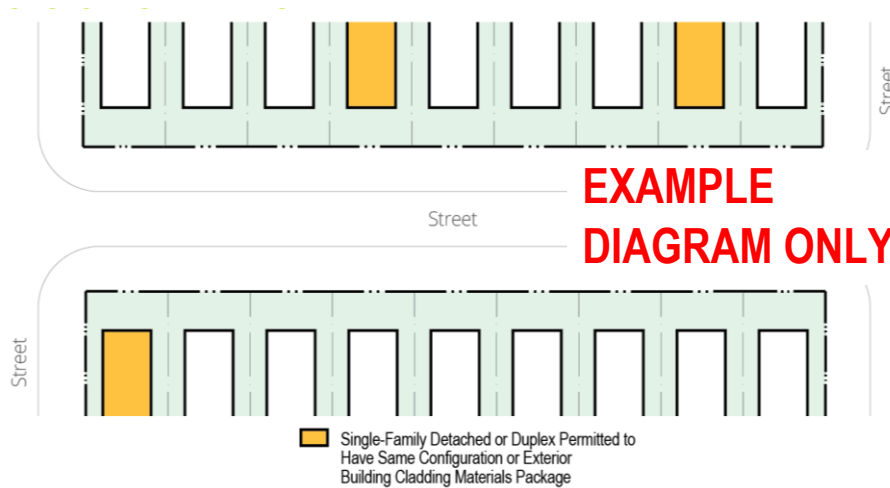 Street
EXAMPLE
DIAGRAM ONLY
Street
Street
Single-Family Detached or Duplex Permitted to
Have Same Configuration or Exterior
Building Cladding Materials Package